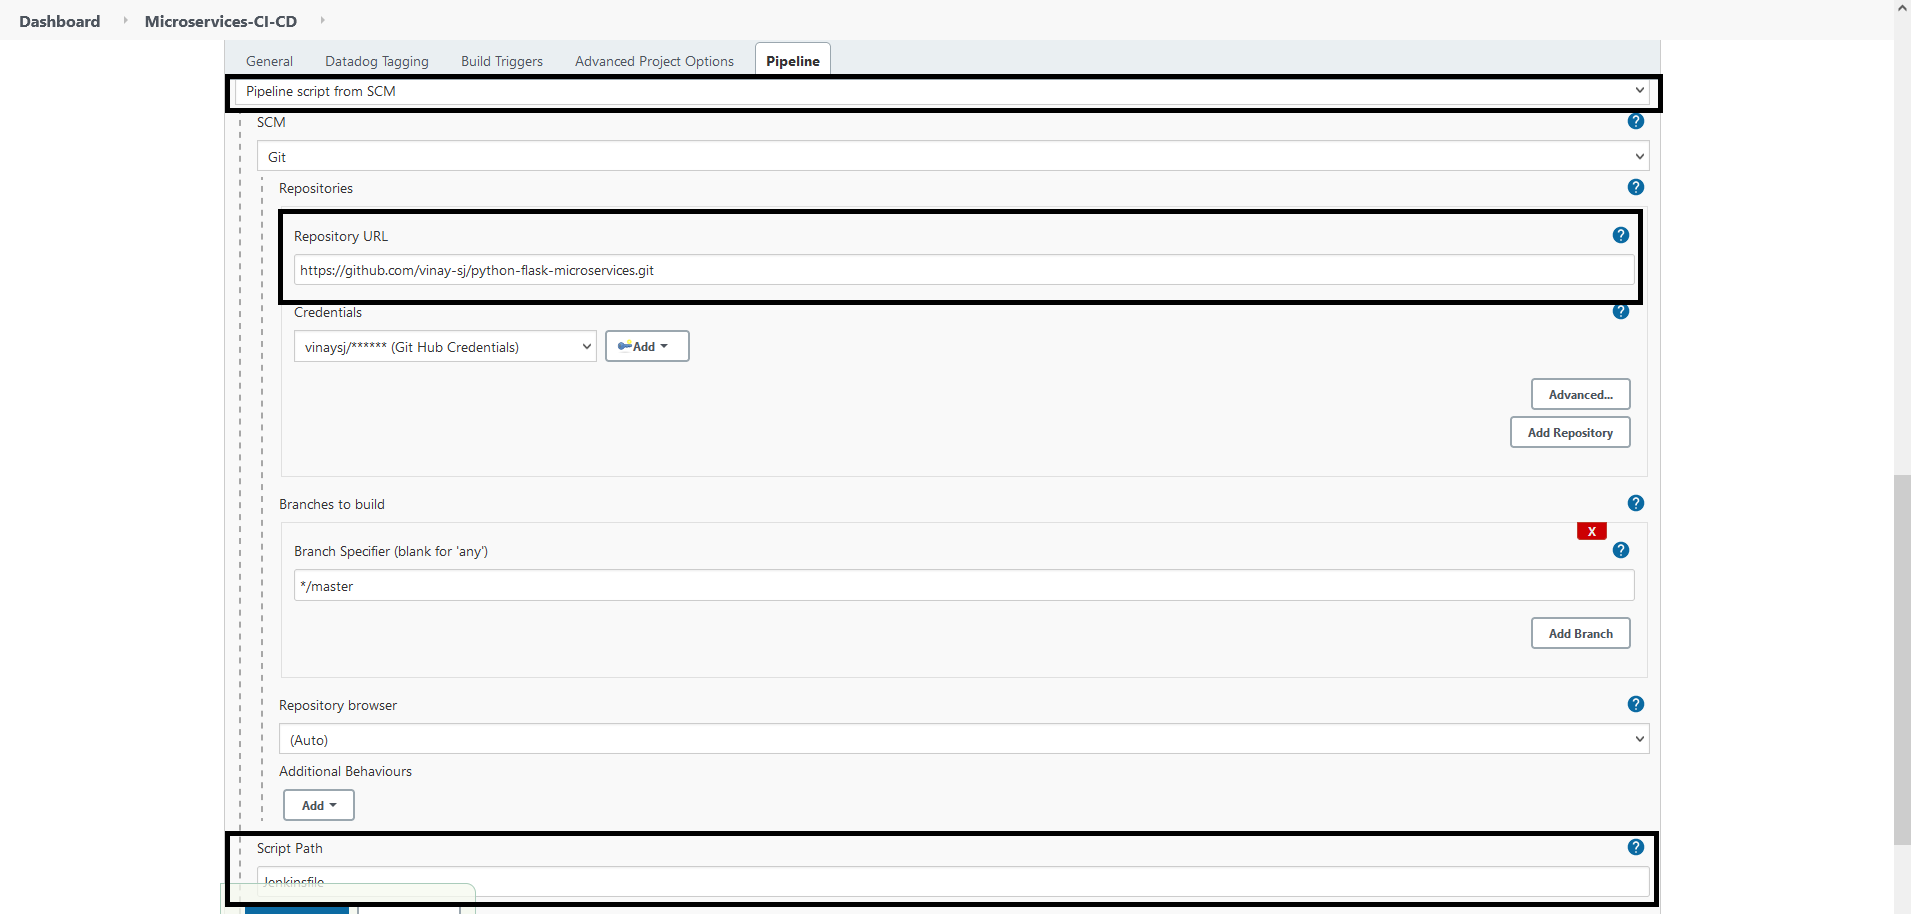 Dashboard Microservices-CI-CD
General Datadog Tagging Build Triggers Advanced Project Options Pipeline
Pipeline script from SCM
SCM
?
Git
Repositories
?
Repository URL
?
https://github.com/vinay-sj/python-flask-microservices.git
Credentials
?
vinaysj/****** (Git Hub Credentials) Add
Advanced...
Add Repository
Branches to build
?
X
Branch Specifier (blank for 'any')
?
*/master
Add Branch
Repository browser
?
(Auto)
Additional Behaviours
Add
Script Path
?
Jenkinsfile